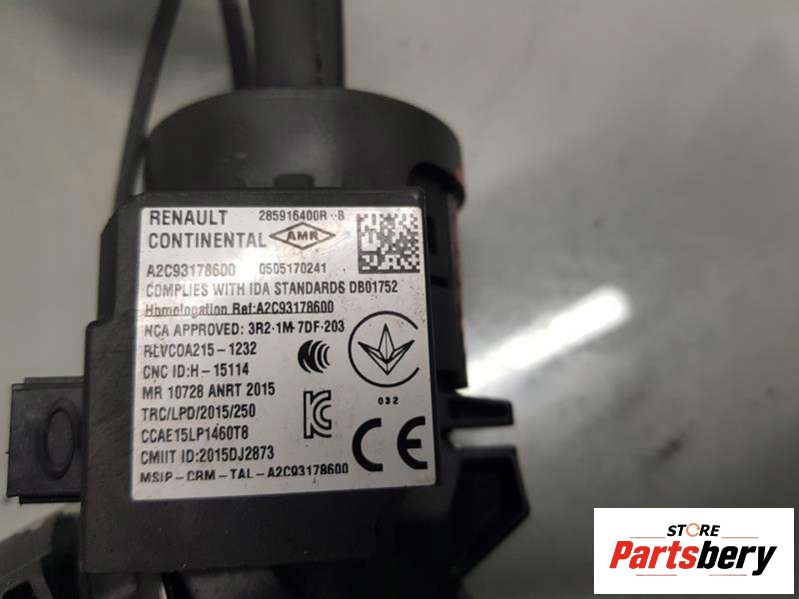 RENAULT 285916400R--B
CONTINENTAL AMR
A2C93178600 0505170241
COMPLIES WITH IDA STANDARDS DB01752
Homologation Ref:A2C93178600
NCA APPROVED: 3R2-1M-7DF-203
RLVCOA215-1232
CNC ID:H-15114
MR 10728 ANRT 2015
032
TRC/LPD/2015/250
CCAE15LP1460T8
CMIIT ID:2015DJ2873
CE
MSIP-CRM-TAL-A2C93178600
STORE
Partsbery